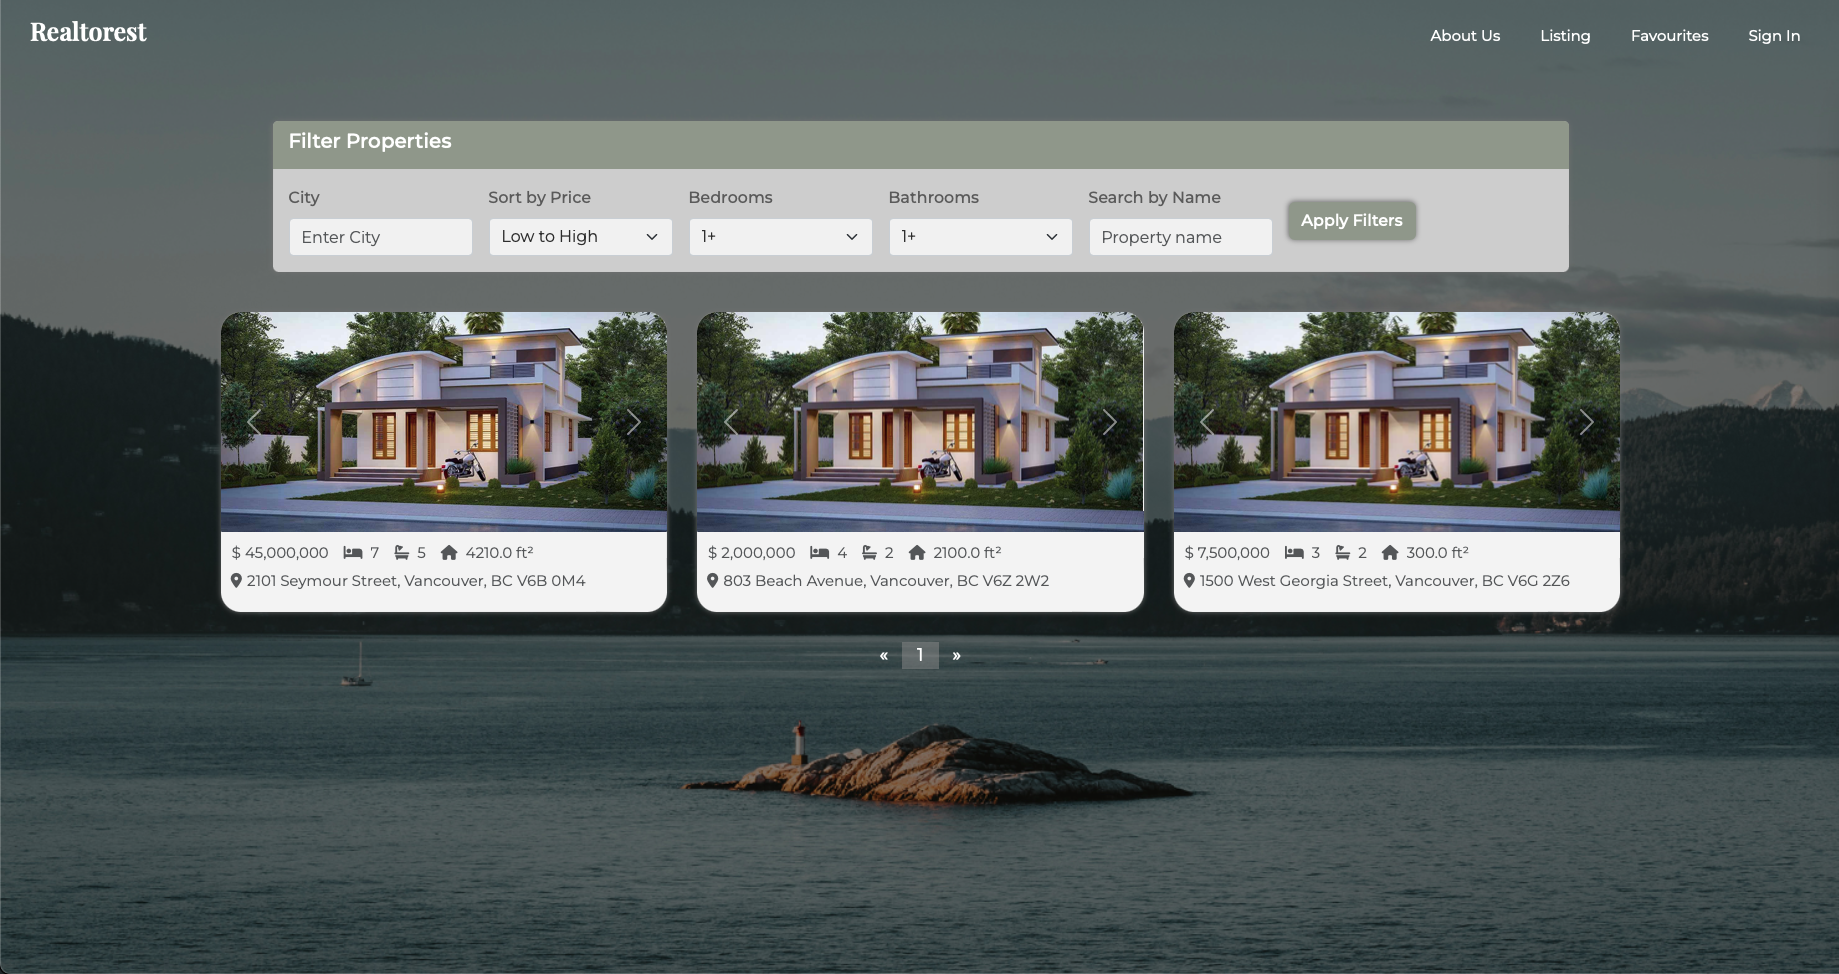 Realtorest
About Us Listing Favourites Sign In
Filter Properties
City Sort by Price Bedrooms Bathrooms Search by Name
Enter City Low to High 1+ 1+ Property name Apply Filters
$ 45,000,000 7 5 4210.0 ft²
2101 Seymour Street, Vancouver, BC V6B 0M4
$ 2,000,000 4 2 2100.0 ft²
803 Beach Avenue, Vancouver, BC V6Z 2W2
$ 7,500,000 3 2 300.0 ft²
1500 West Georgia Street, Vancouver, BC V6G 2Z6
« 1 »